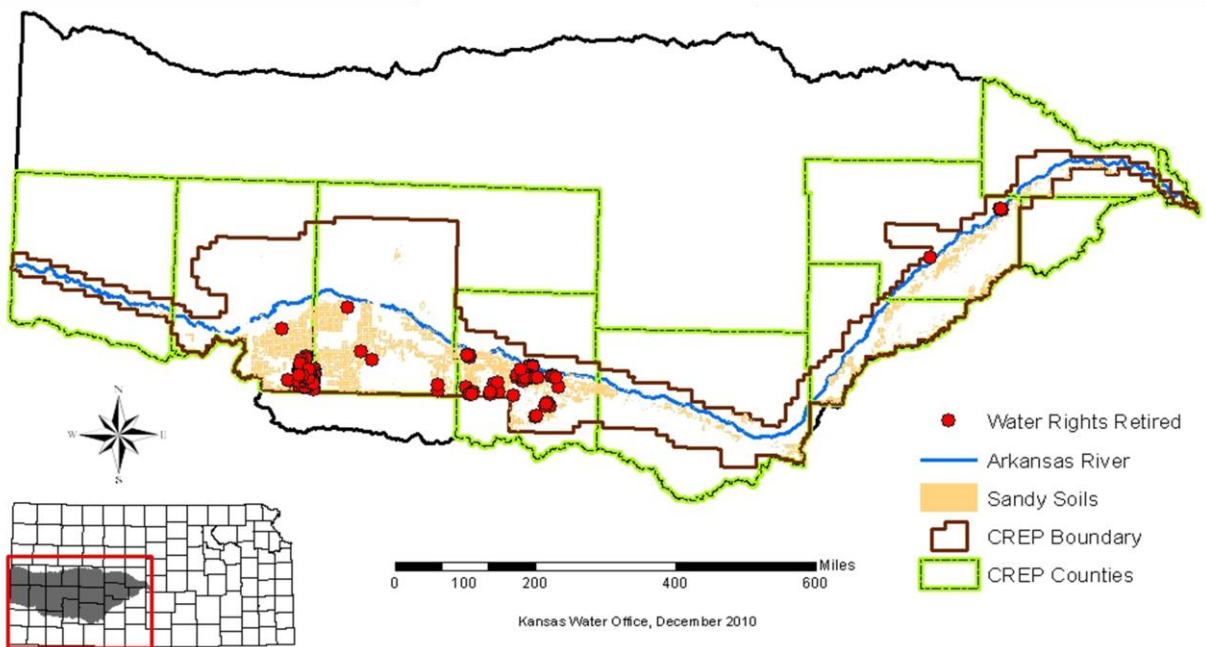 N
W E
S
Water Rights Retired
Arkansas River
Sandy Soils
CREP Boundary
CREP Counties
Miles
0 100 200 400 600
Kansas Water Office, December 2010